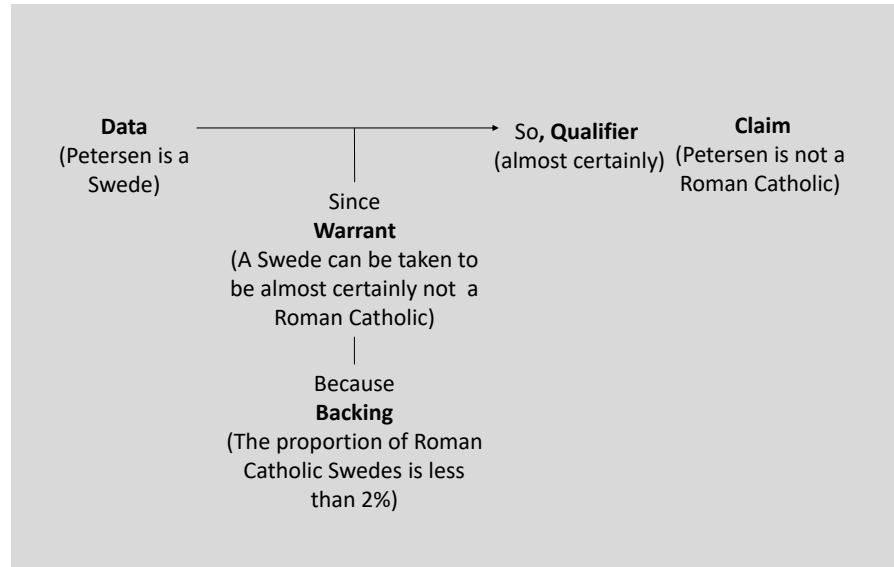 Data
(Petersen is a
Swede)
So, Qualifier
(almost certainly)
Claim
(Petersen is not a
Roman Catholic)
Since
Warrant
(A Swede can be taken to
be almost certainly not a
Roman Catholic)
Because
Backing
(The proportion of Roman
Catholic Swedes is less
than 2%)